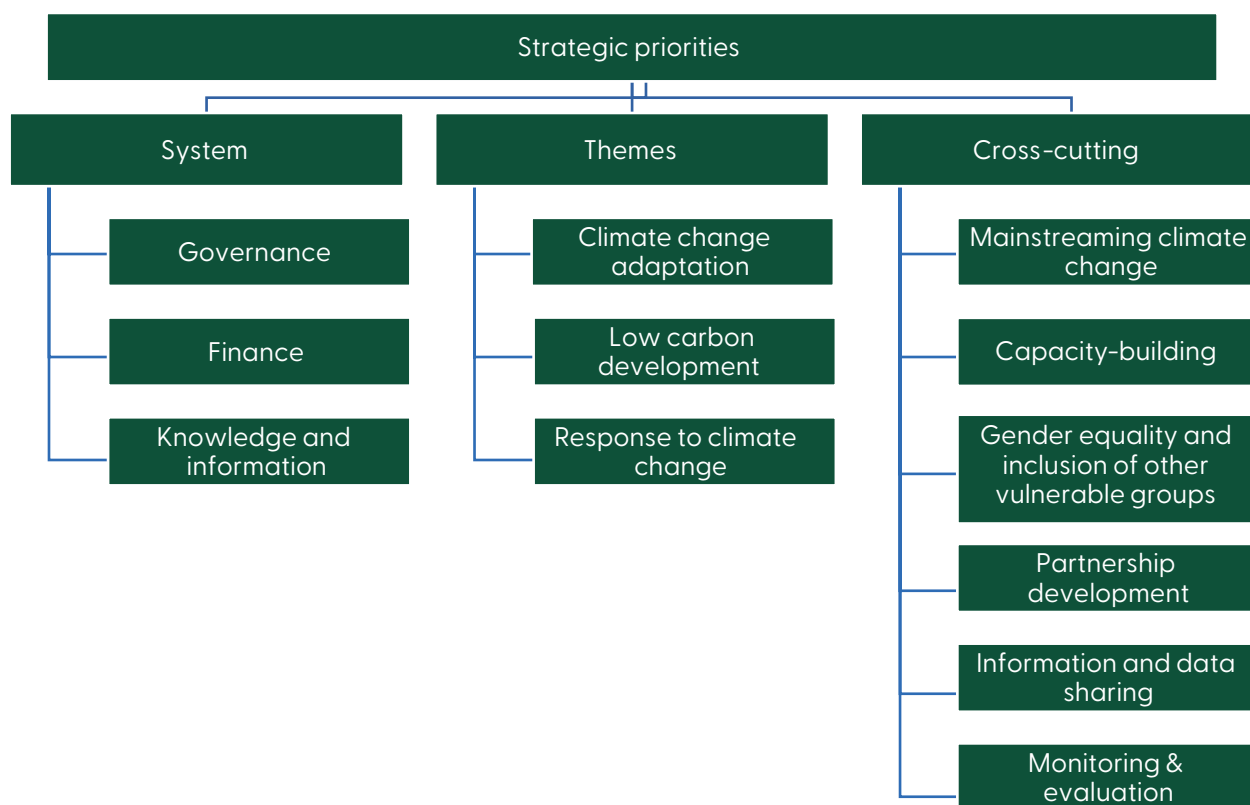 Strategic priorities
System
Governance
Finance
Knowledge and
information
Themes
Climate change
adaptation
Low carbon
development
Response to climate
change
Cross-cutting
Mainstreaming climate
change
Capacity-building
Gender equality and
inclusion of other
vulnerable groups
Partnership
development
Information and data
sharing
Monitoring &
evaluation